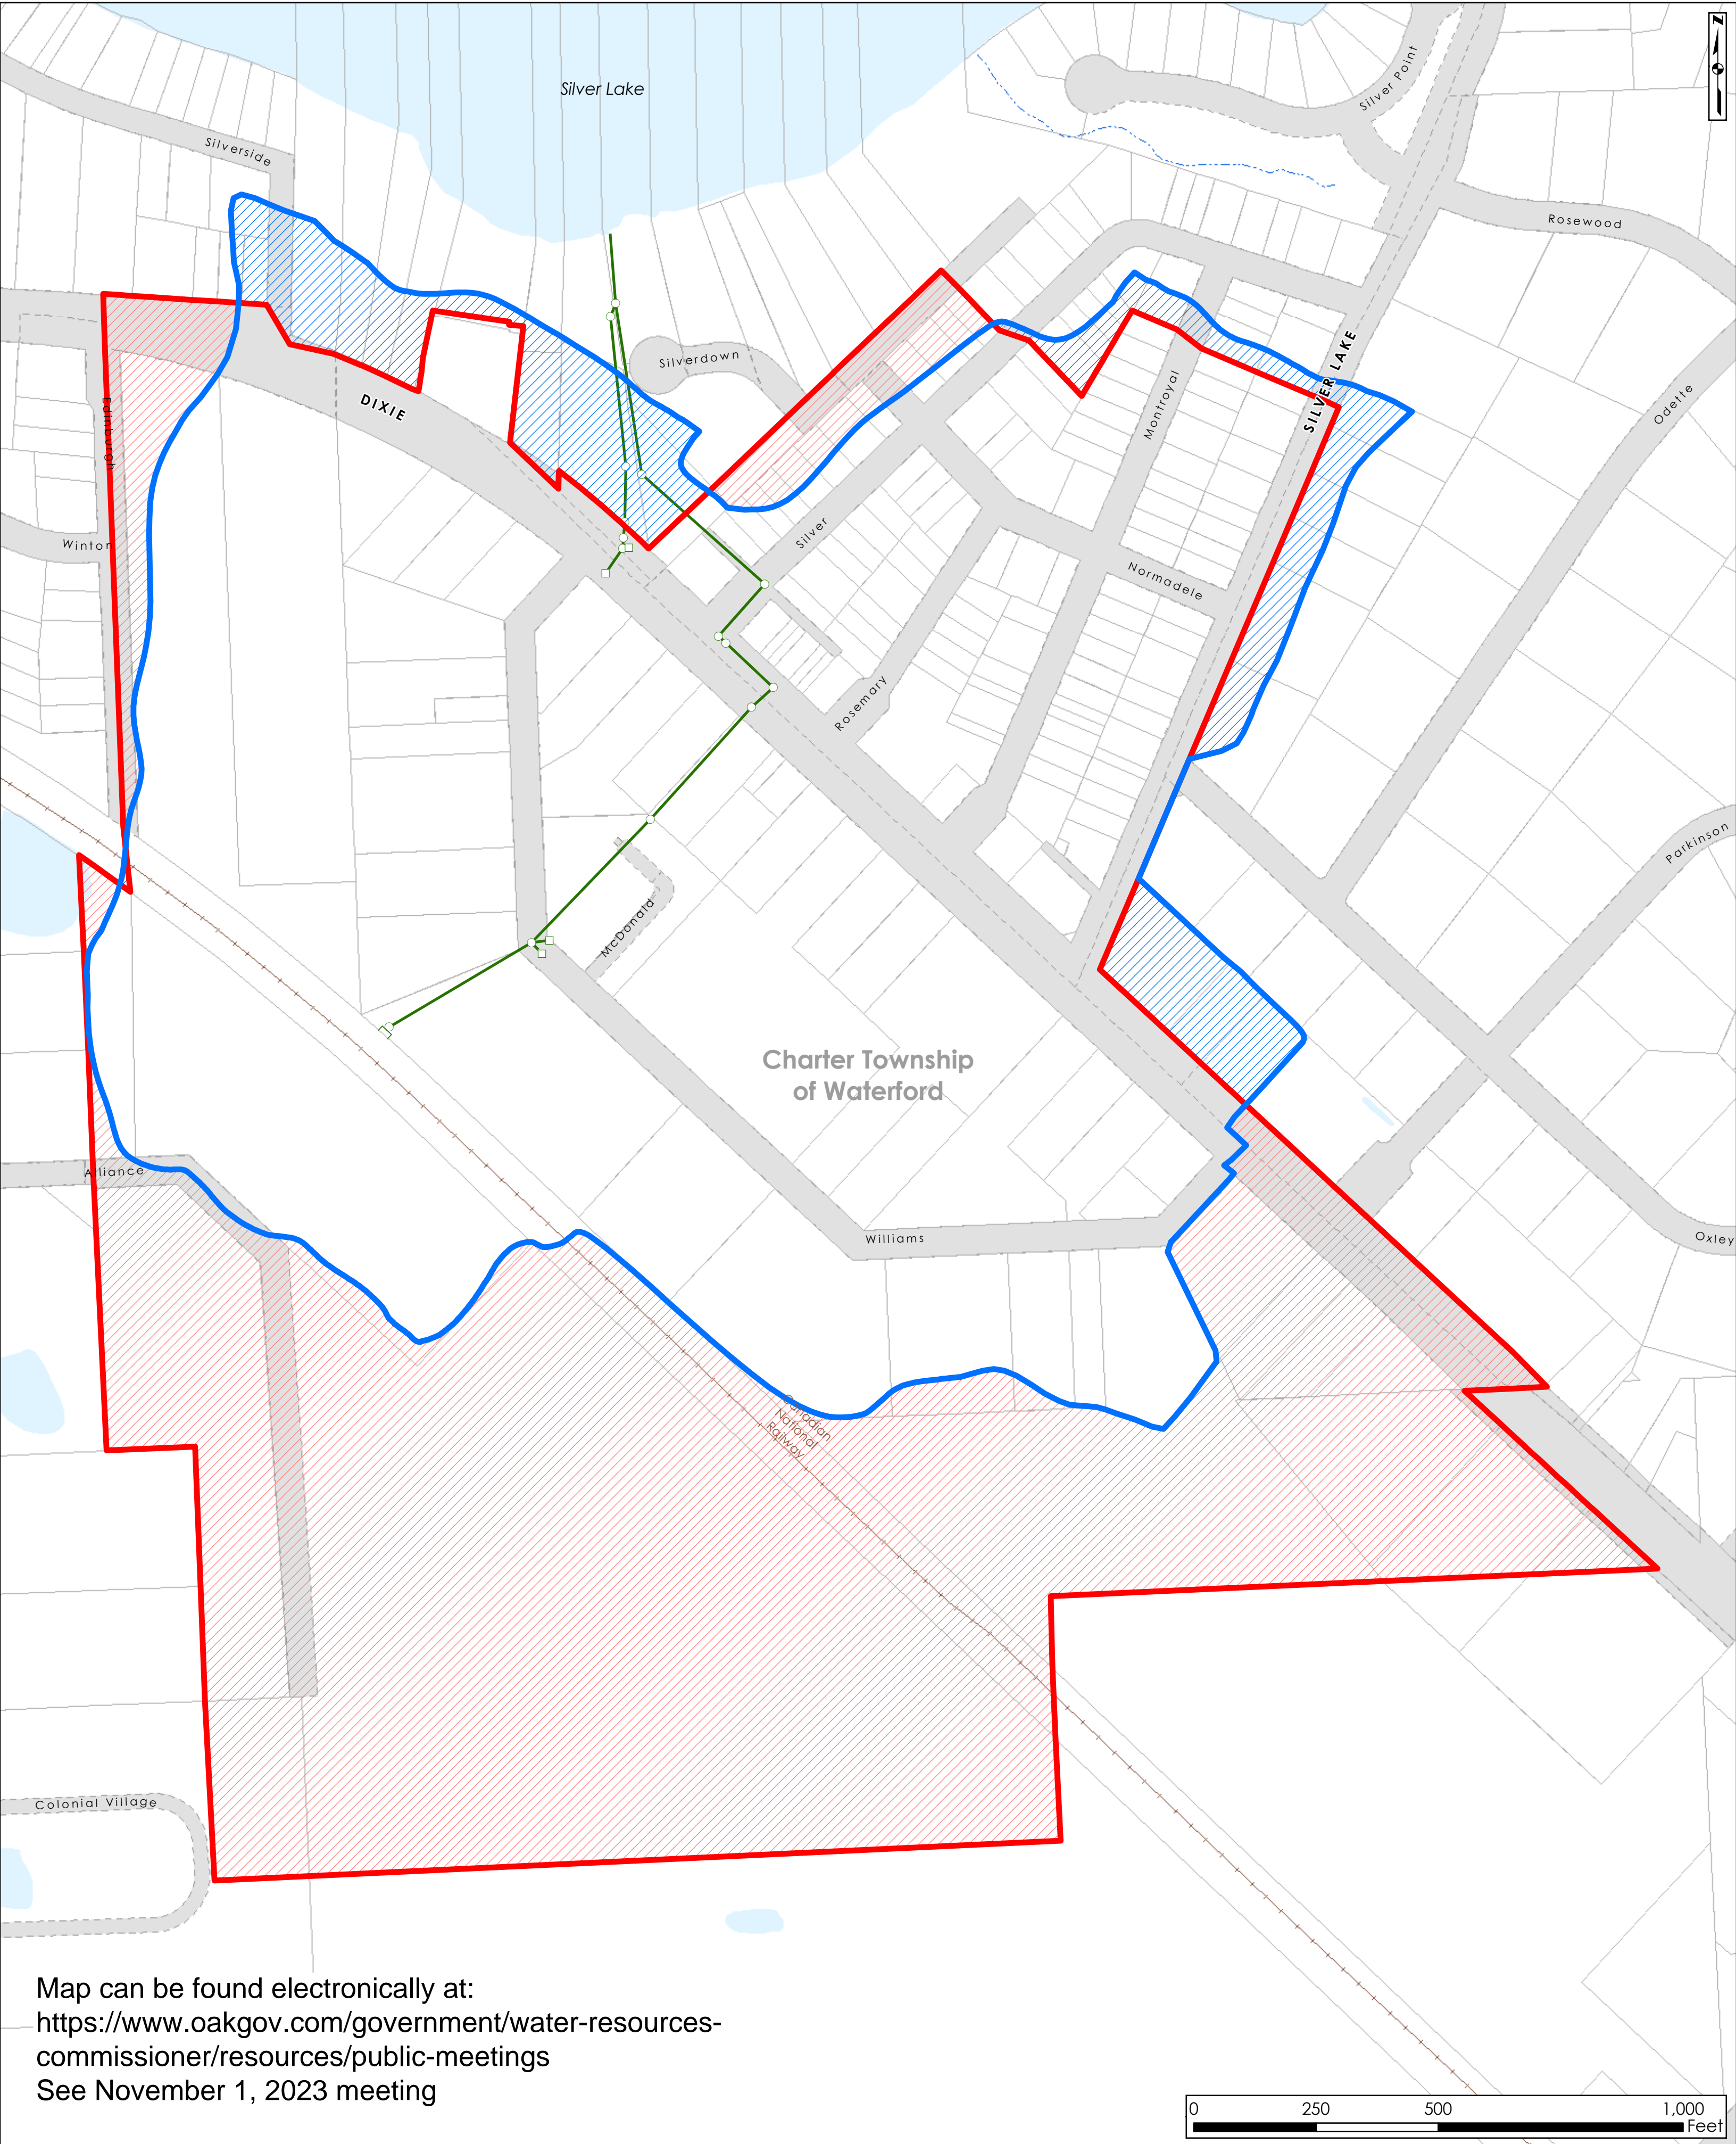 N
Silver Lake
Silver Point
Silverside
Rosewood
Silverdown
SILVER LAKE
Edinburgh
DIXIE
Montroyal
Odette
Winton
Silver
Normadele
Rosemary
Parkinson
McDonald
Charter Township
of Waterford
Alliance
Williams
Oxley
Canadian
National
Railway
Colonial Village
Map can be found electronically at:
https://www.oakgov.com/government/water-resources-
commissioner/resources/public-meetings
See November 1, 2023 meeting
0 250 500 1,000
Feet